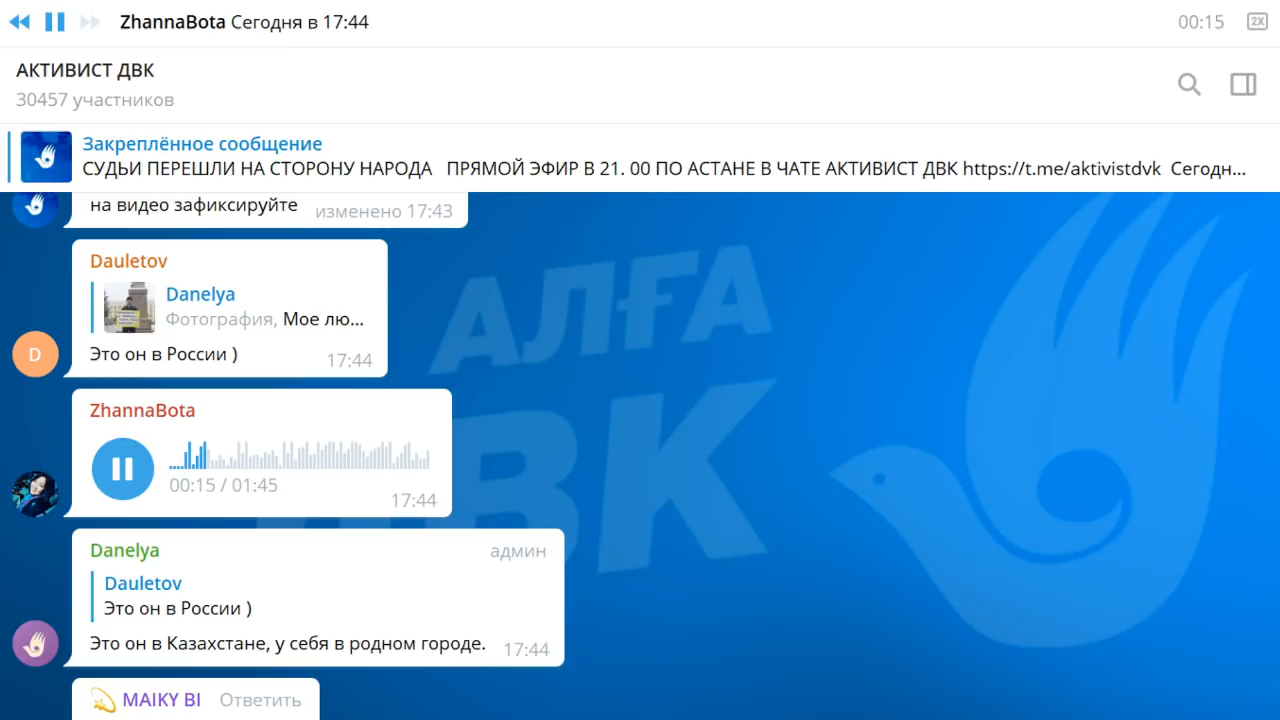 ZhannaBota Сегодня в 17:44
00:15
2X
АКТИВИСТ ДВК
30457 участников
Закреплённое сообщение
СУДЬИ ПЕРЕШЛИ НА СТОРОНУ НАРОДА ПРЯМОЙ ЭФИР В 21. 00 ПО АСТАНЕ В ЧАТЕ АКТИВИСТ ДВК https://t.me/aktivistdvk Сегодн...
на видео зафиксируйте
изменено 17:43
Dauletov
Danelya
Фотография, Мое лю...
D
Это он в России )
17:44
ZhannaBota
00:15 / 01:45
17:44
Danelya
админ
Dauletov
Это он в России )
Это он в Казахстане, у себя в родном городе.
17:44
MAIKY BI
Ответить
АЛҒА
ДВК